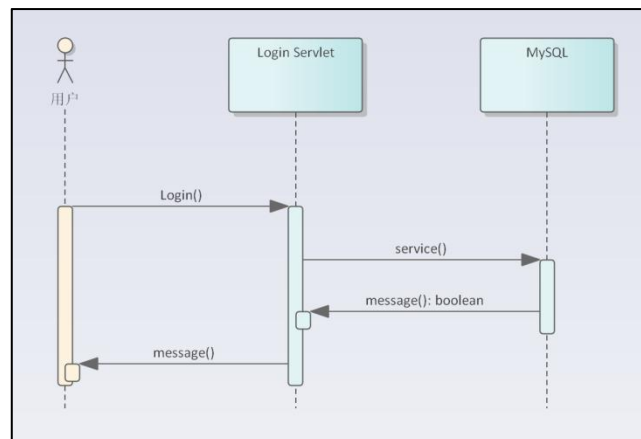 Login Servlet
MySQL
用户
Login()
service()
message(): boolean
message()